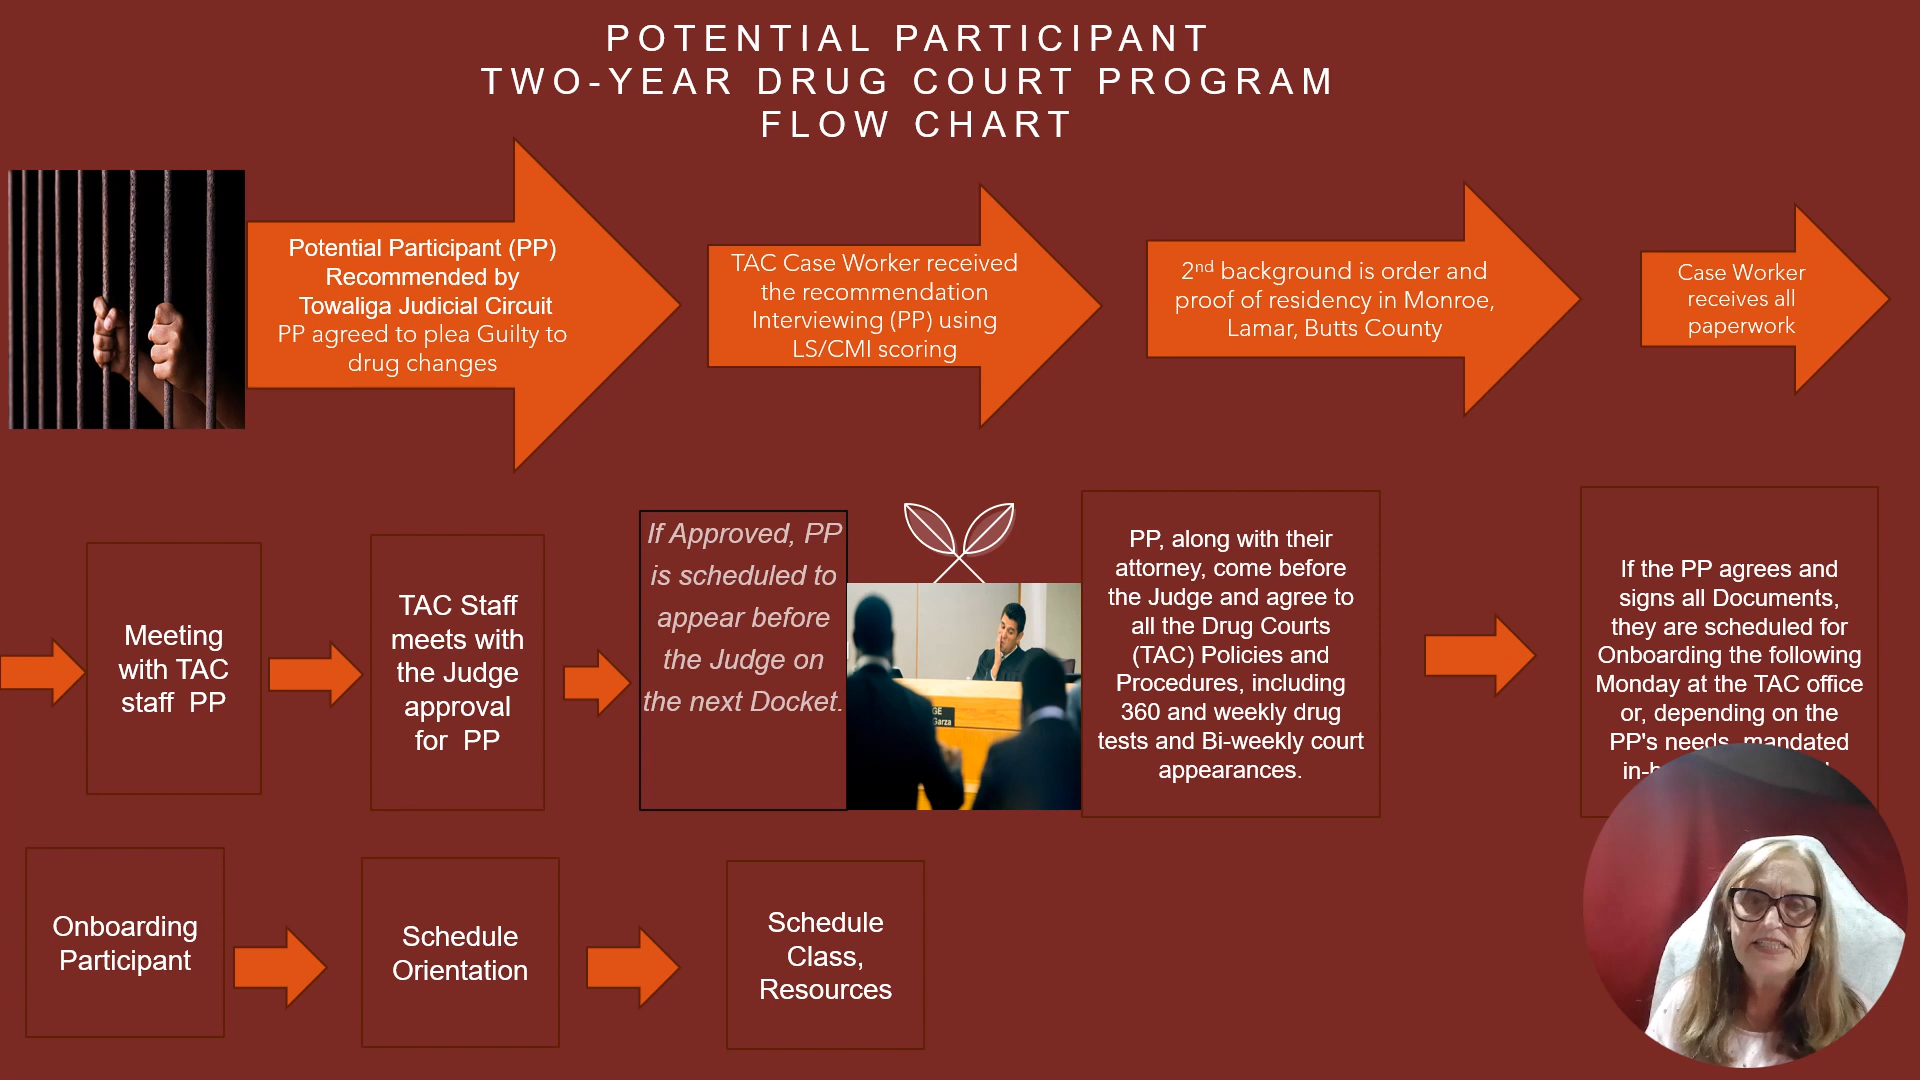 POTENTIAL PARTICIPANT
TWO-YEAR DRUG COURT PROGRAM
FLOW CHART
Potential Participant (PP)
Recommended by
Towaliga Judicial Circuit
PP agreed to plea Guilty to
drug changes
TAC Case Worker received
the recommendation
Interviewing (PP) using
LS/CMI scoring
2nd background is order and
proof of residency in Monroe,
Lamar, Butts County
Case Worker
receives all
paperwork
Meeting
with TAC
staff PP
TAC Staff
meets with
the Judge
approval
for PP
If Approved, PP
is scheduled to
appear before
the Judge on
the next Docket.
GE
Garza
PP, along with their
attorney, come before
the Judge and agree to
all the Drug Courts
(TAC) Policies and
Procedures, including
360 and weekly drug
tests and Bi-weekly court
appearances.
If the PP agrees and
signs all Documents,
they are scheduled for
Onboarding the following
Monday at the TAC office
or, depending on the
PP's needs, mandated
Onboarding
Participant
Schedule
Orientation
Schedule
Class,
Resources